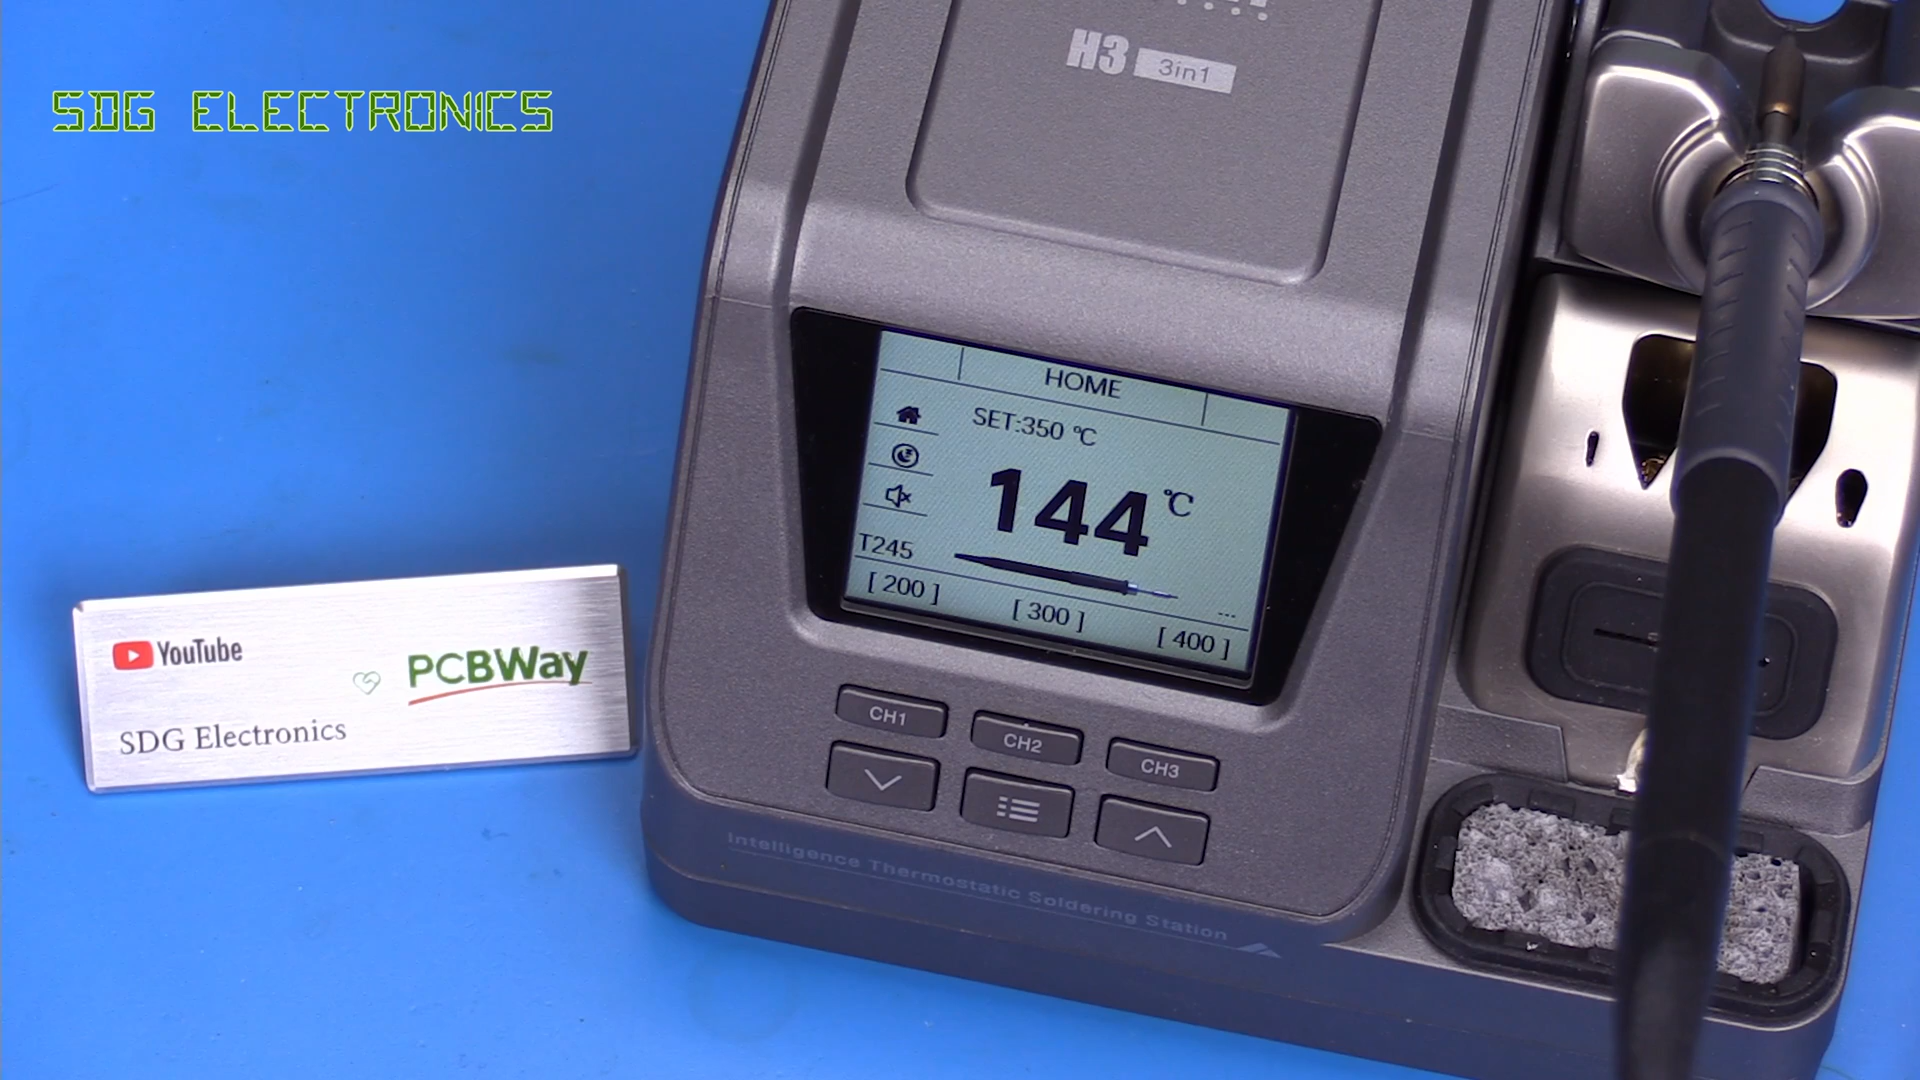 SDG ELECTRONICS
H3 3in1
HOME
SET:350 ℃
144 ℃
T245
---
[ 200 ] [ 300 ] [ 400 ]
CH1 CH2 CH3
Intelligence Thermostatic Soldering Station
YouTube
PCBWay
SDG Electronics